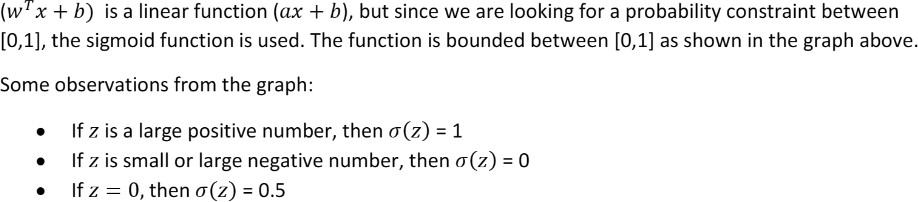 (𝑤ᵀ𝑥 + 𝑏) is a linear function (𝑎𝑥 + 𝑏), but since we are looking for a probability constraint between
[0,1], the sigmoid function is used. The function is bounded between [0,1] as shown in the graph above.
Some observations from the graph:
• If 𝑧 is a large positive number, then 𝜎(𝑧) = 1
• If 𝑧 is small or large negative number, then 𝜎(𝑧) = 0
• If 𝑧 = 0, then 𝜎(𝑧) = 0.5